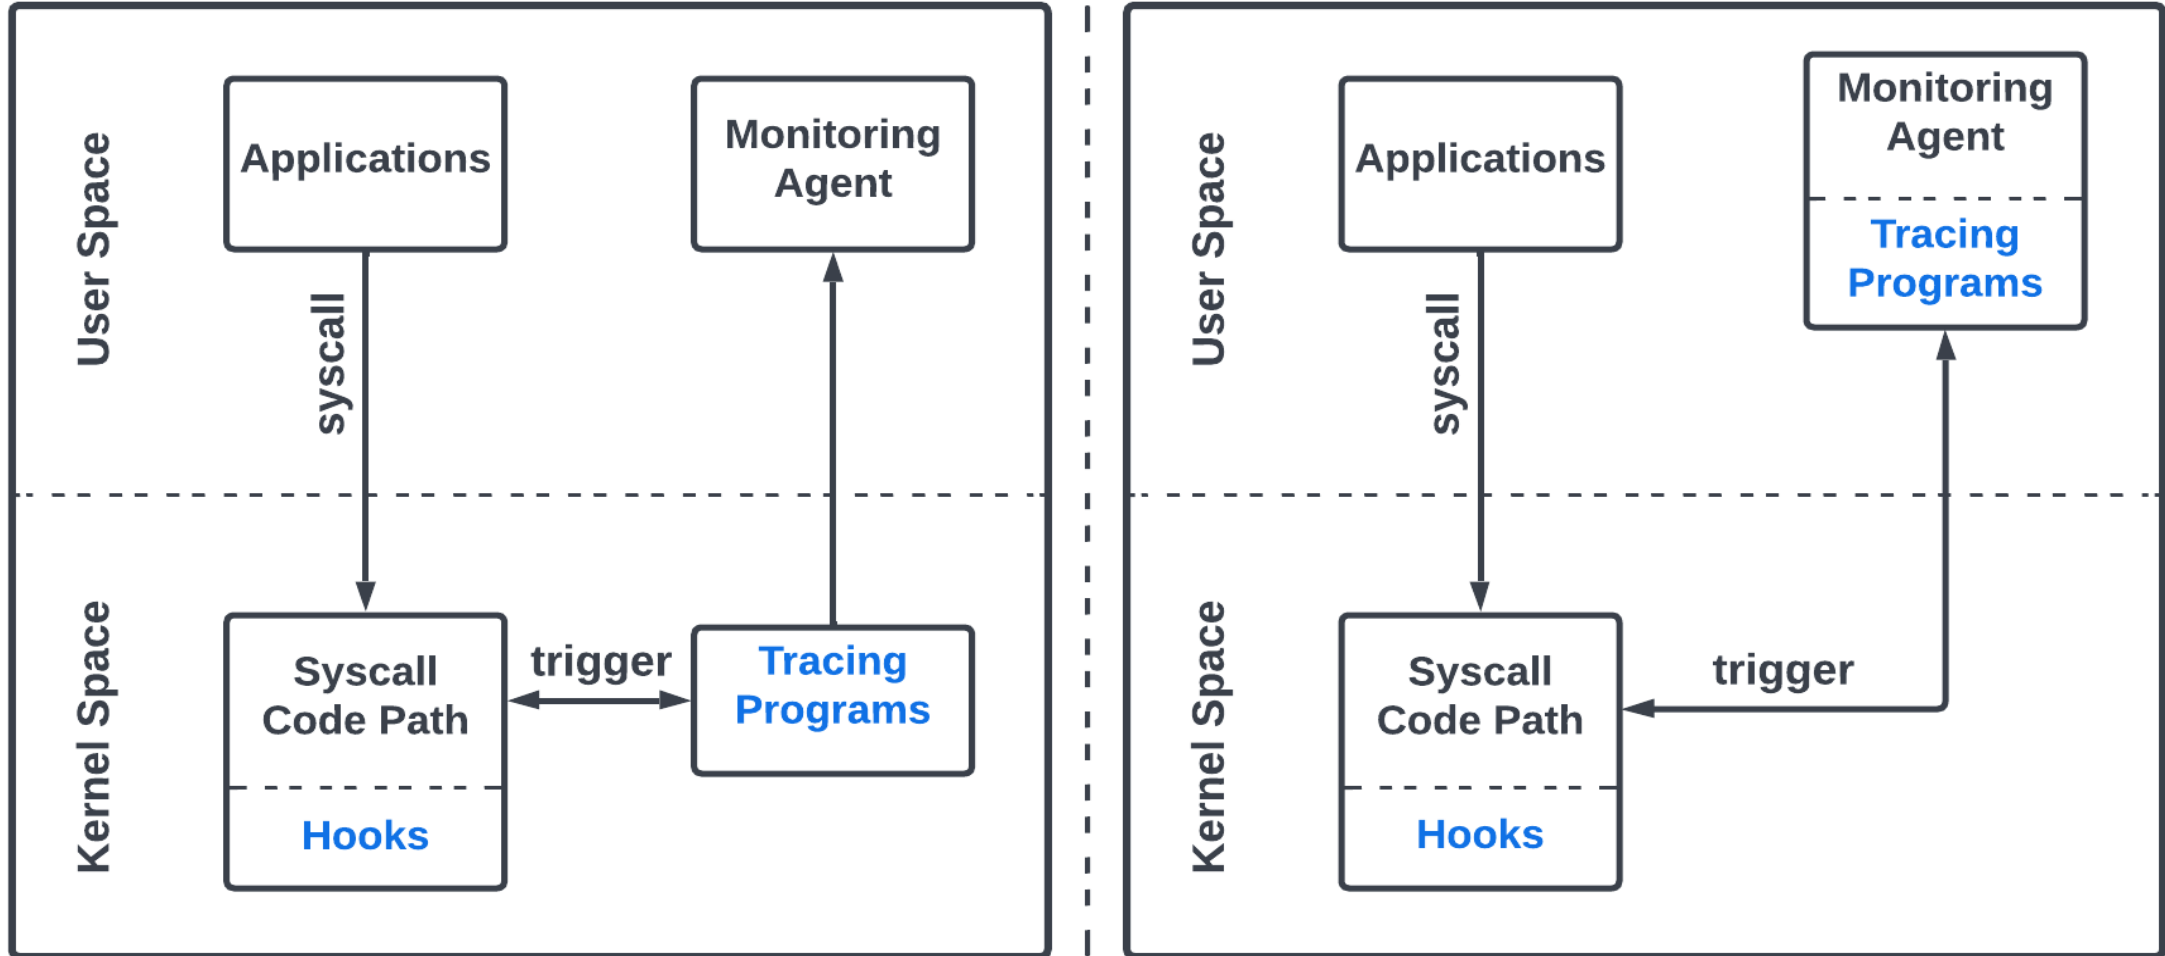 User Space
Applications
Monitoring
Agent
syscall
Kernel Space
Syscall
Code Path
Hooks
trigger
Tracing
Programs
User Space
Applications
Monitoring
Agent
Tracing
Programs
syscall
Kernel Space
Syscall
Code Path
Hooks
trigger